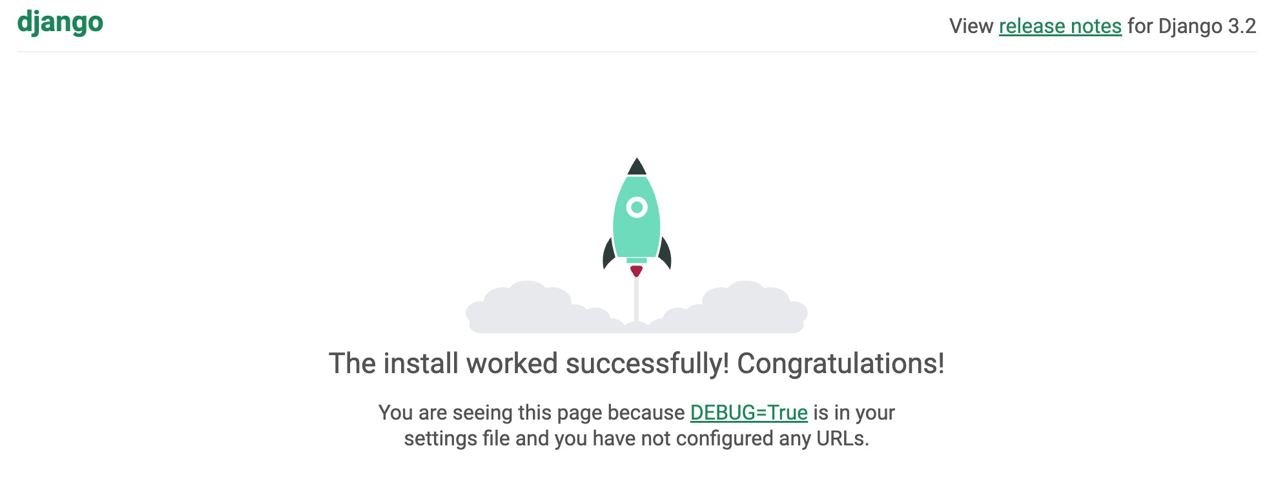 django
View release notes for Django 3.2
The install worked successfully! Congratulations!
You are seeing this page because DEBUG=True is in your
settings file and you have not configured any URLs.